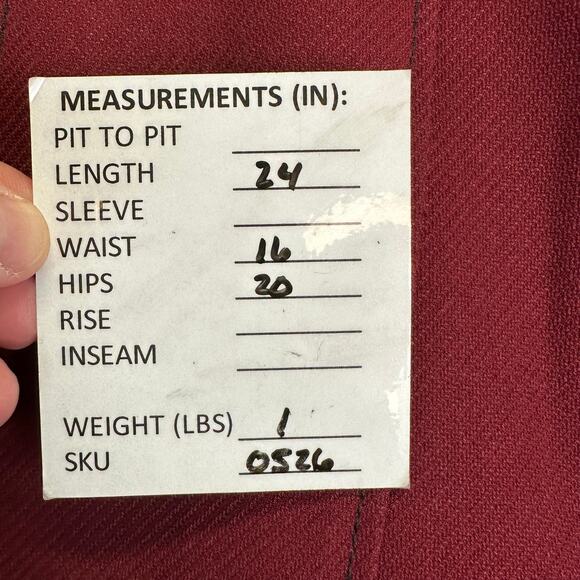 MEASUREMENTS (IN):
PIT TO PIT
LENGTH 24
SLEEVE
WAIST 16
HIPS 20
RISE
INSEAM
WEIGHT (LBS) 1
SKU 0526